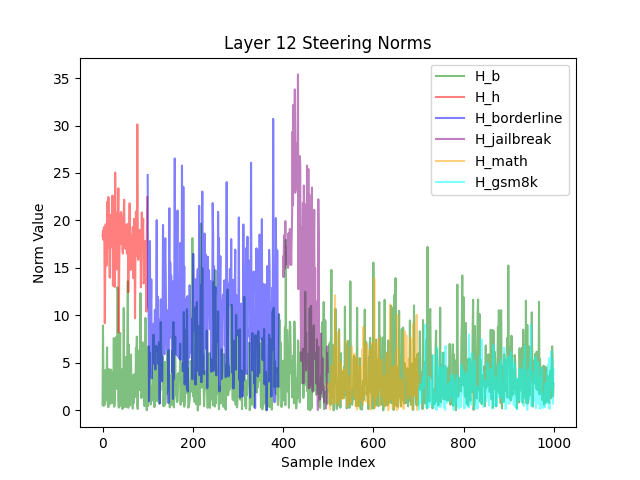 Layer 12 Steering Norms
Norm Value
35
30
25
20
15
10
5
0
H_b
H_h
H_borderline
H_jailbreak
H_math
H_gsm8k
0
200
400
600
800
1000
Sample Index